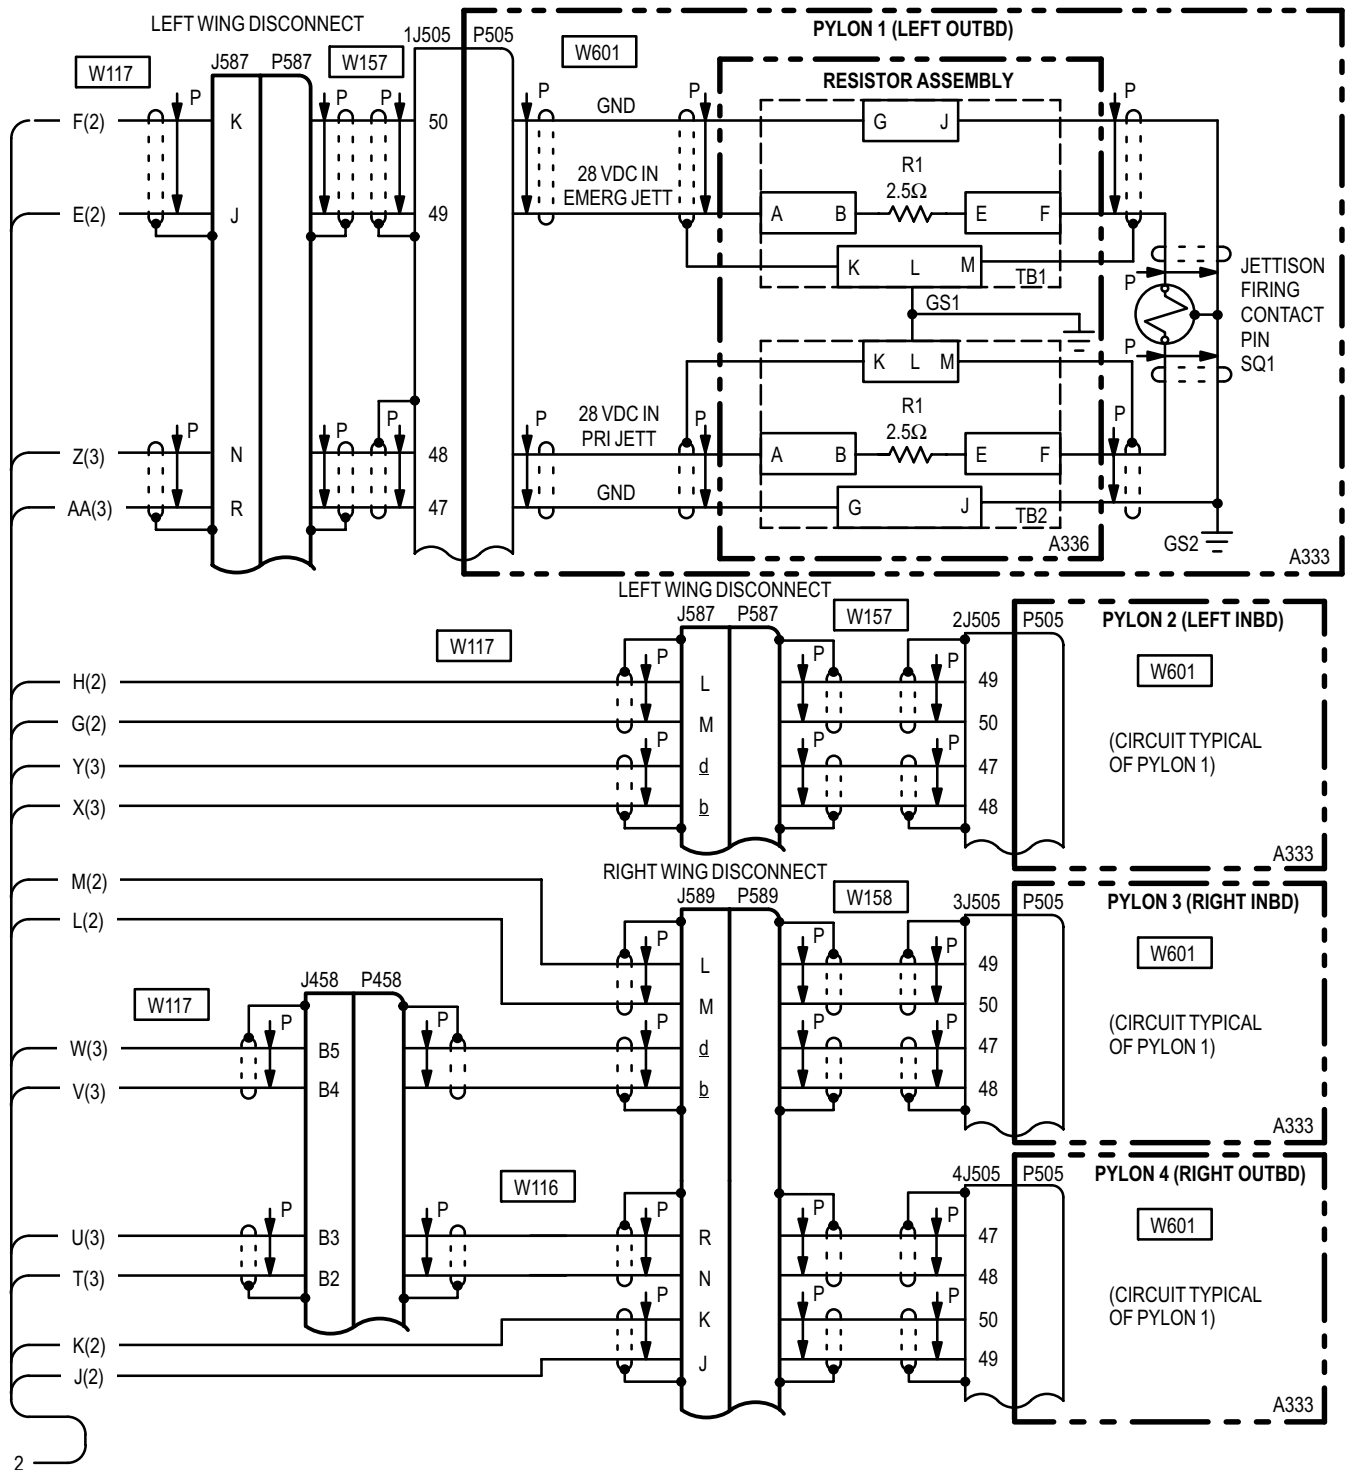 LEFT WING DISCONNECT
W117
J587 P587
W157
1J505 P505
W601
PYLON 1 (LEFT OUTBD)
RESISTOR ASSEMBLY
P P P P P P P P
F(2) K 50 GND G J
R1
2.5Ω
28 VDC IN
EMERG JETT
E(2) J 49 A B E F
K L M
TB1
GS1
JETTISON
FIRING
CONTACT
PIN
SQ1
P
P
K L M
R1
2.5Ω
28 VDC IN
PRI JETT
P P P P P P P
Z(3) N 48 A B E F
AA(3) R 47 GND G J
TB2
A336
GS2
A333
LEFT WING DISCONNECT
W117
J587 P587
W157
2J505 P505
PYLON 2 (LEFT INBD)
W601
P P P
H(2) L 49
G(2) M 50
(CIRCUIT TYPICAL
OF PYLON 1)
P P P
Y(3) d 47
X(3) b 48
A333
RIGHT WING DISCONNECT
M(2)
J589 P589
W158
3J505 P505
PYLON 3 (RIGHT INBD)
L(2)
W601
P P P
L 49
M 50
W117
J458 P458
(CIRCUIT TYPICAL
OF PYLON 1)
P P P P P
W(3) B5 d 47
V(3) B4 b 48
A333
W116
4J505 P505
PYLON 4 (RIGHT OUTBD)
W601
P P P P P
U(3) B3 R 47
T(3) B2 N 48
(CIRCUIT TYPICAL
OF PYLON 1)
P P P
K(2) K 50
J(2) J 49
A333
2